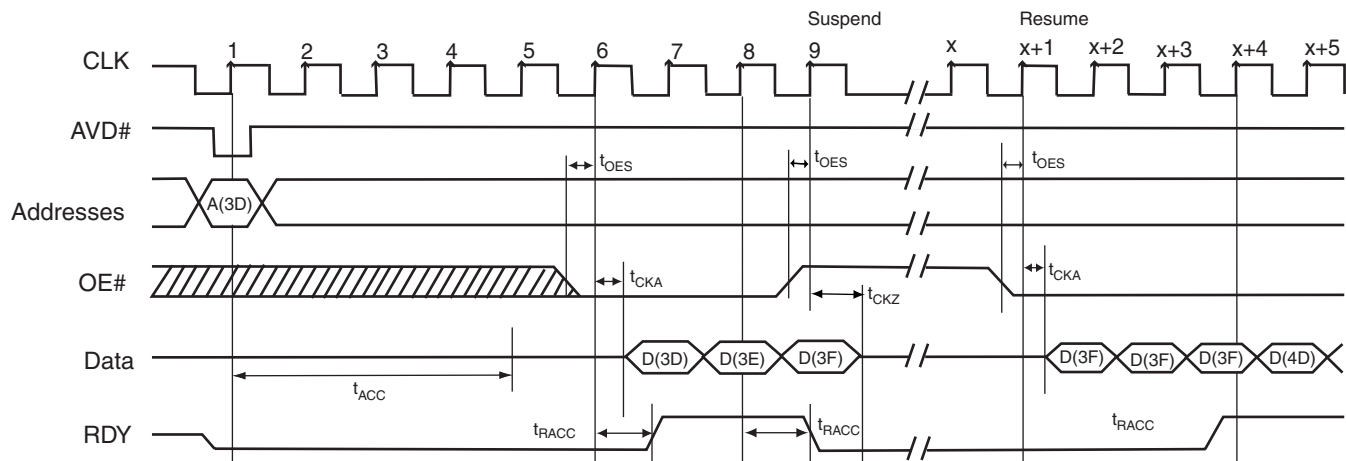 Suspend Resume
1 2 3 4 5 6 7 8 9 x x+1 x+2 x+3 x+4 x+5
CLK
AVD#
tOES tOES tOES
Addresses A(3D)
OE# tCKA tCKZ tCKA
Data D(3D) D(3E) D(3F) D(3F) D(3F) D(3F) D(4D)
tACC
tRACC tRACC tRACC
RDY